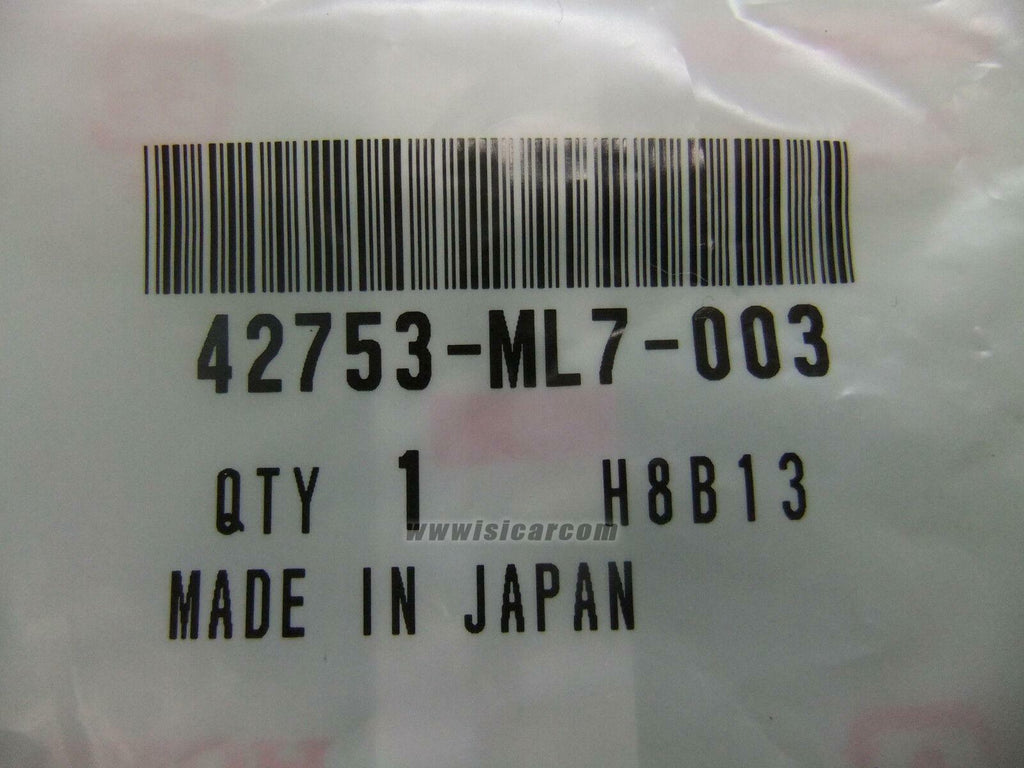 42753-ML7-003
QTY 1 H8B13
wwwisicarcom
MADE IN JAPAN